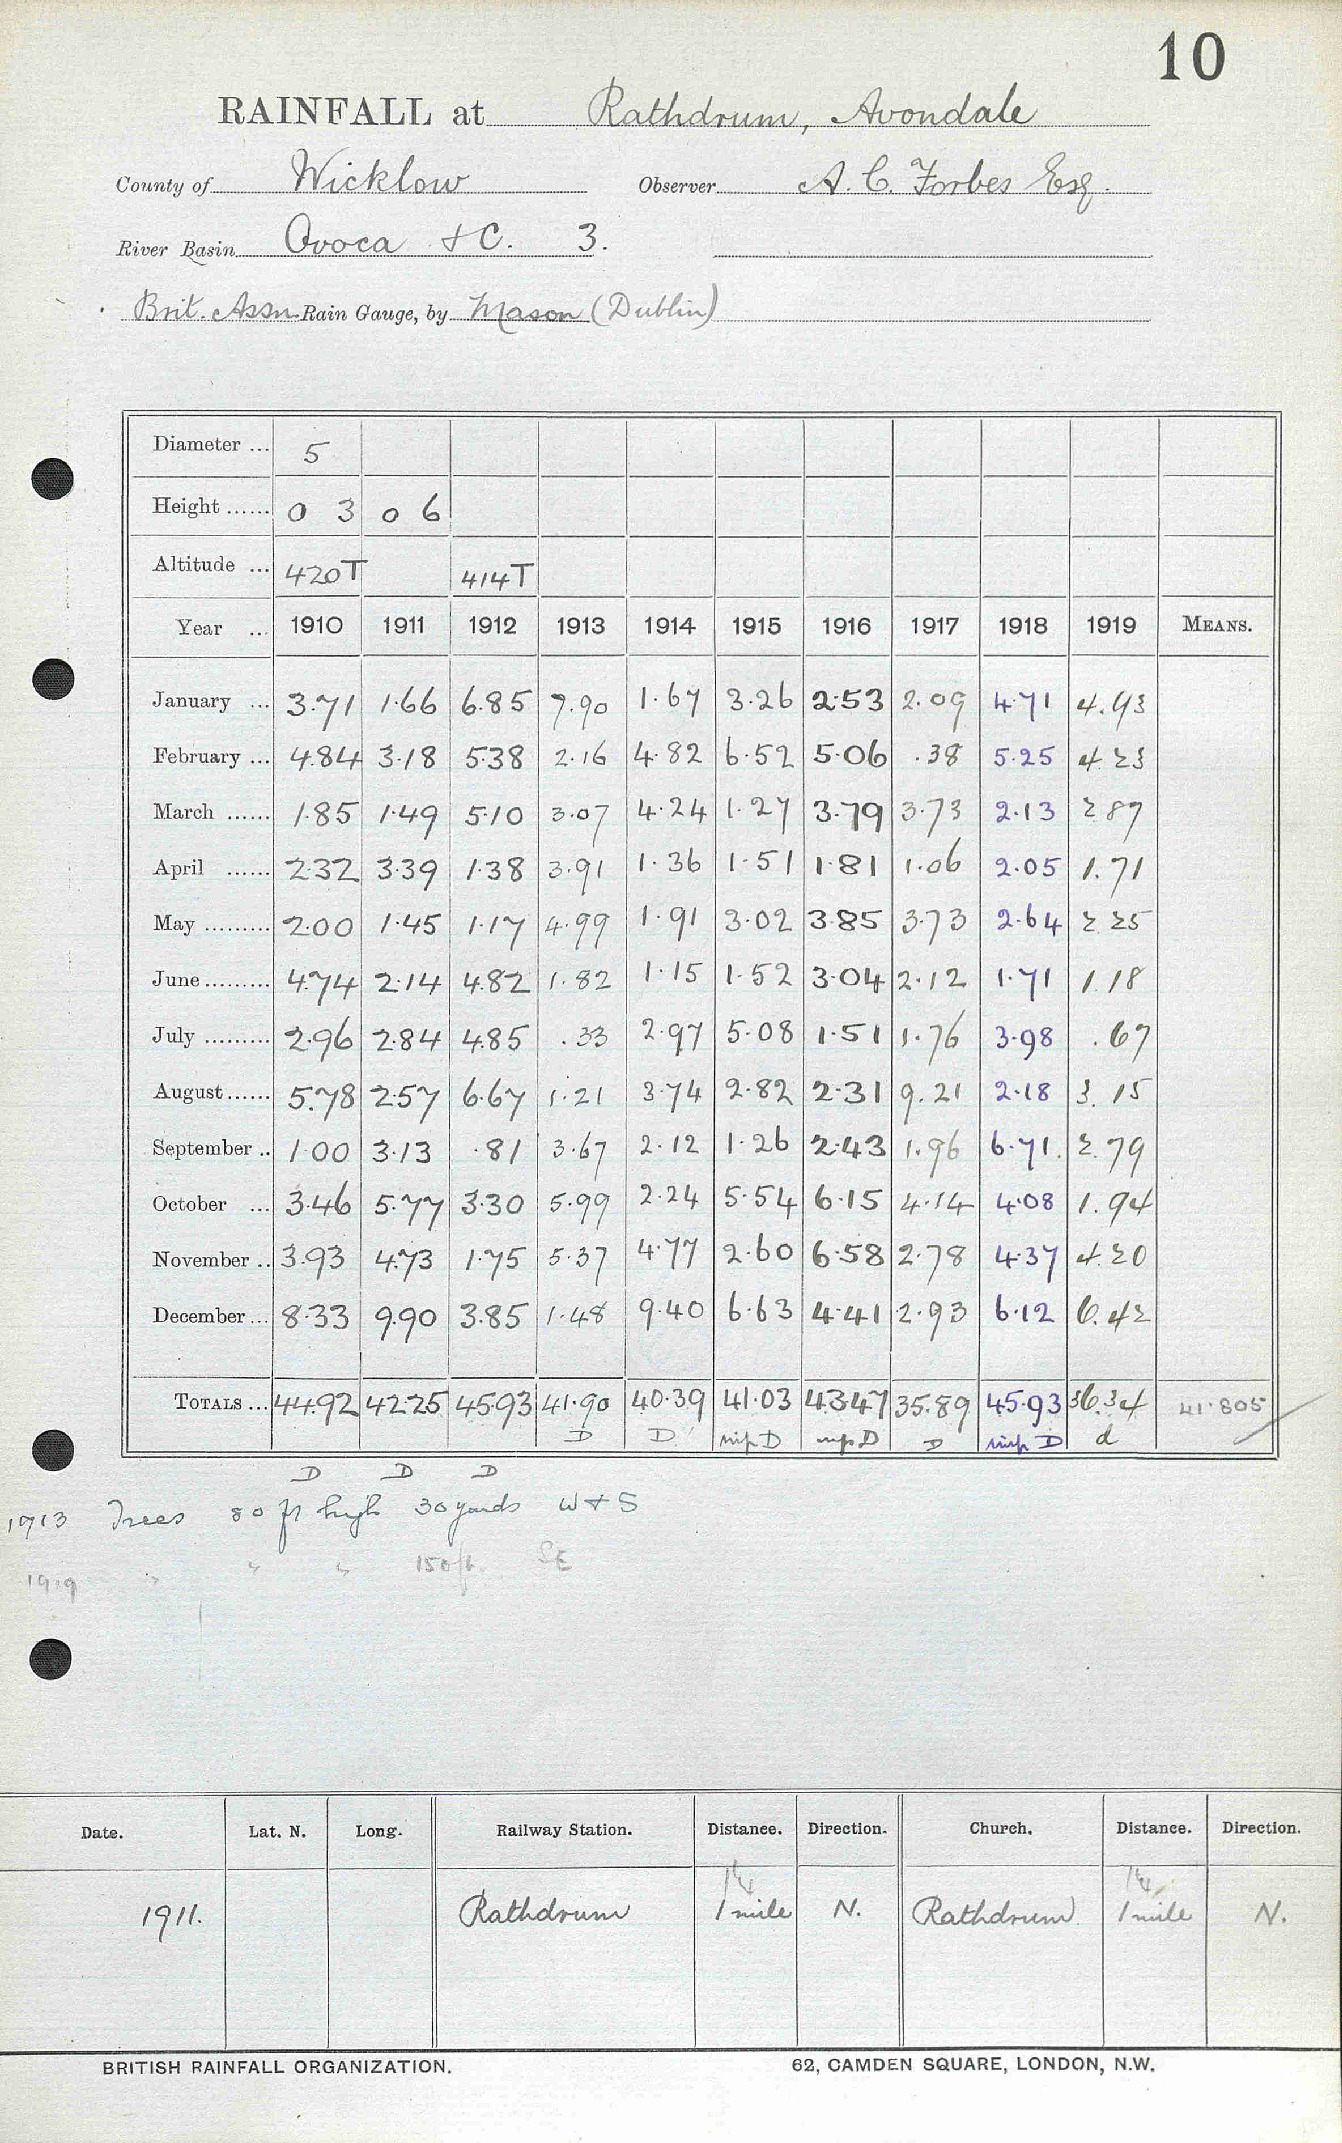 10
RAINFALL at Rathdrum, Avondale
County of Wicklow Observer A. C. Forbes Esq.
River Basin Ovoca & C. 3.
Brit. Assn. Rain Gauge, by Mason (Dublin)
Diameter ... 5
Height ...... 0 3 0 6
Altitude ... 420T 414T
Year ... 1910 1911 1912 1913 1914 1915 1916 1917 1918 1919 MEANS.
January ... 3.71 1.66 6.85 7.90 1.67 3.26 2.53 2.09 4.71 4.93
February ... 4.84 3.18 5.38 2.16 4.82 6.52 5.06 .38 5.25 4.23
March ...... 1.85 1.49 5.10 3.07 4.24 1.27 3.79 3.73 2.13 2.87
April ...... 2.32 3.39 1.38 3.91 1.36 1.51 1.81 1.06 2.05 1.71
May ......... 2.00 1.45 1.17 4.99 1.91 3.02 3.85 3.73 2.64 2.25
June ......... 4.74 2.14 4.82 1.82 1.15 1.52 3.04 2.12 1.71 1.18
July ......... 2.96 2.84 4.85 .33 2.97 5.08 1.51 1.76 3.98 .67
August ...... 5.78 2.57 6.67 1.21 3.74 2.82 2.31 9.21 2.18 3.15
September .. 1.00 3.13 .81 3.67 2.12 1.26 2.43 1.96 6.71 2.79
October ... 3.46 5.77 3.30 5.99 2.24 5.54 6.15 4.14 4.08 1.94
November .. 3.93 4.73 1.75 5.37 4.77 2.60 6.58 2.78 4.37 4.20
December ... 8.33 9.90 3.85 1.48 9.40 6.63 4.41 2.93 6.12 6.42
TOTALS ... 44.92 42.25 45.93 41.90 40.39 41.03 43.47 35.89 45.93 36.34 41.805
D D D D D D d
D D D
1913 Trees 80 ft high 30 yards W & S
1919 " " " 150 ft. SE
Date. Lat. N. Long. Railway Station. Distance. Direction. Church. Distance. Direction.
1¼ 1¼
1911. Rathdrum 1 mile N. Rathdrum 1 mile N.
BRITISH RAINFALL ORGANIZATION. 62, CAMDEN SQUARE, LONDON, N.W.